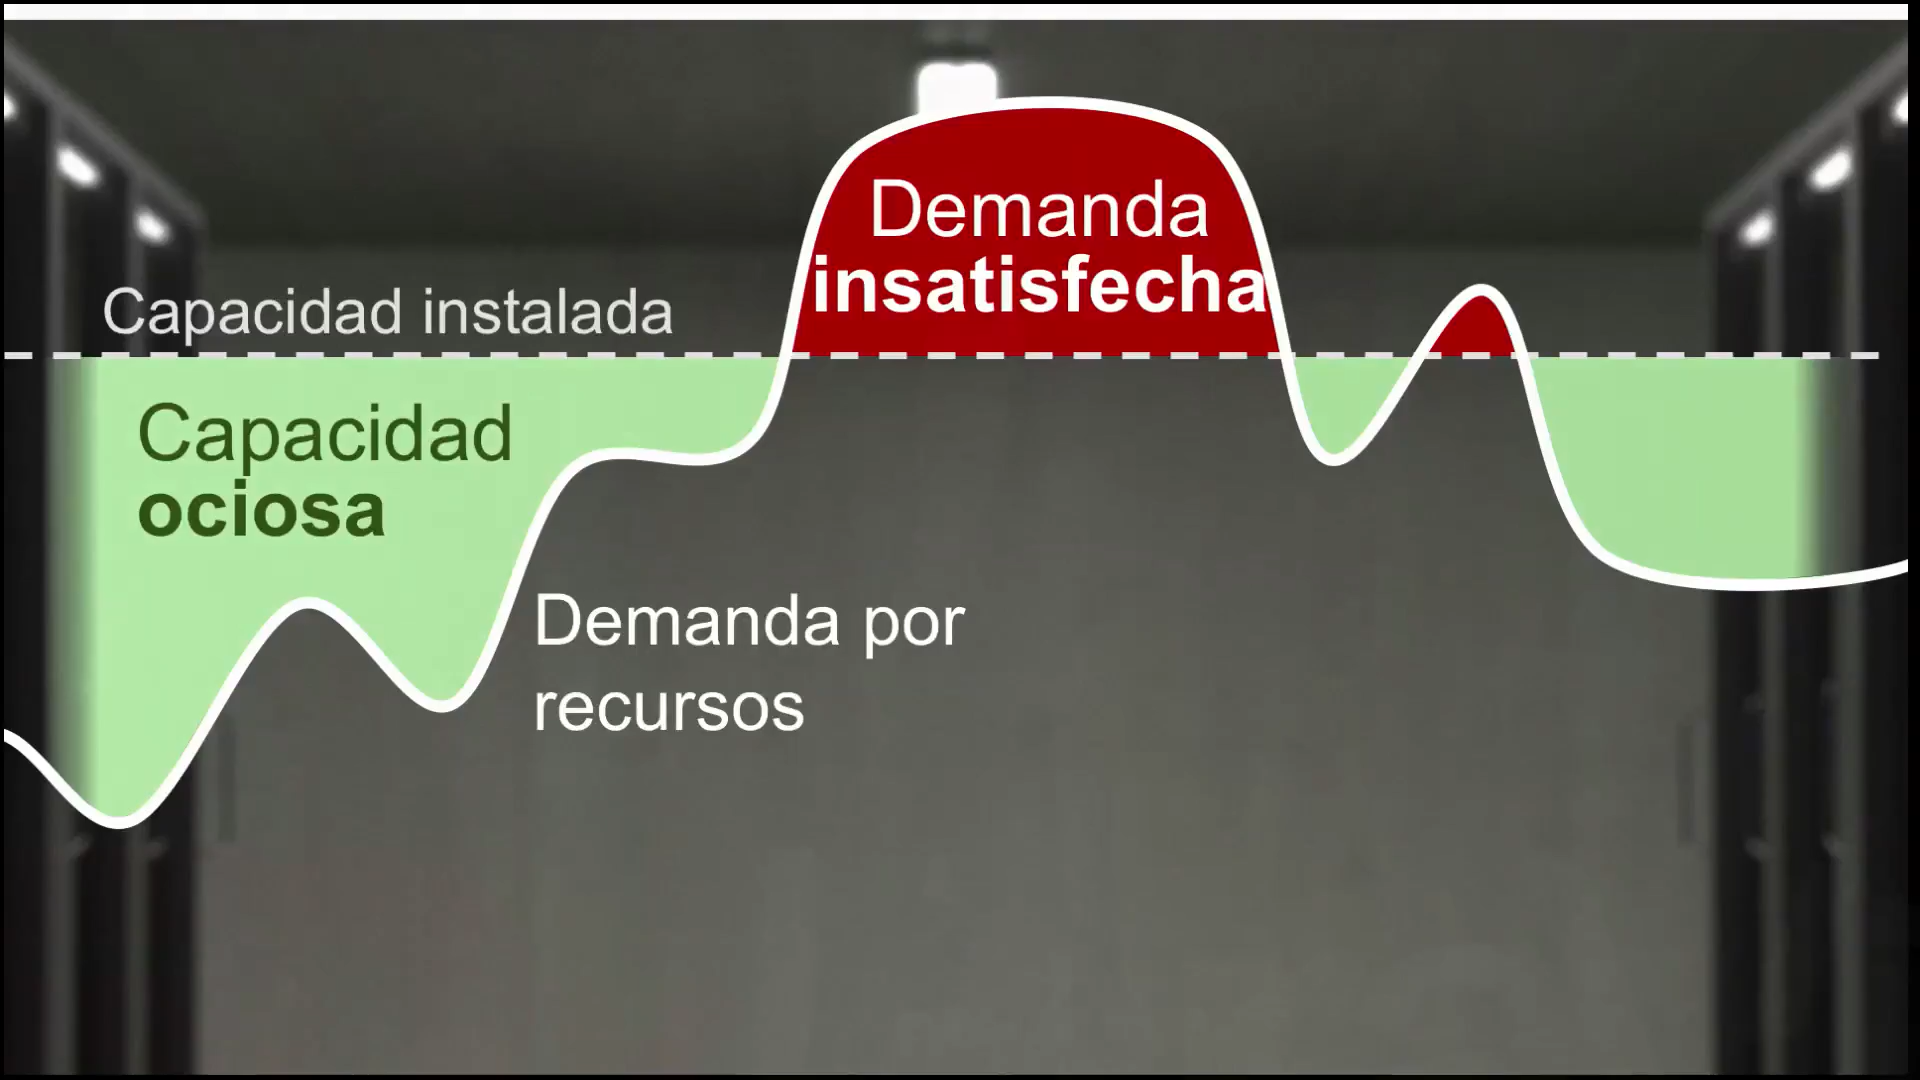 Demanda
insatisfecha
Capacidad instalada
Capacidad
ociosa
Demanda por
recursos